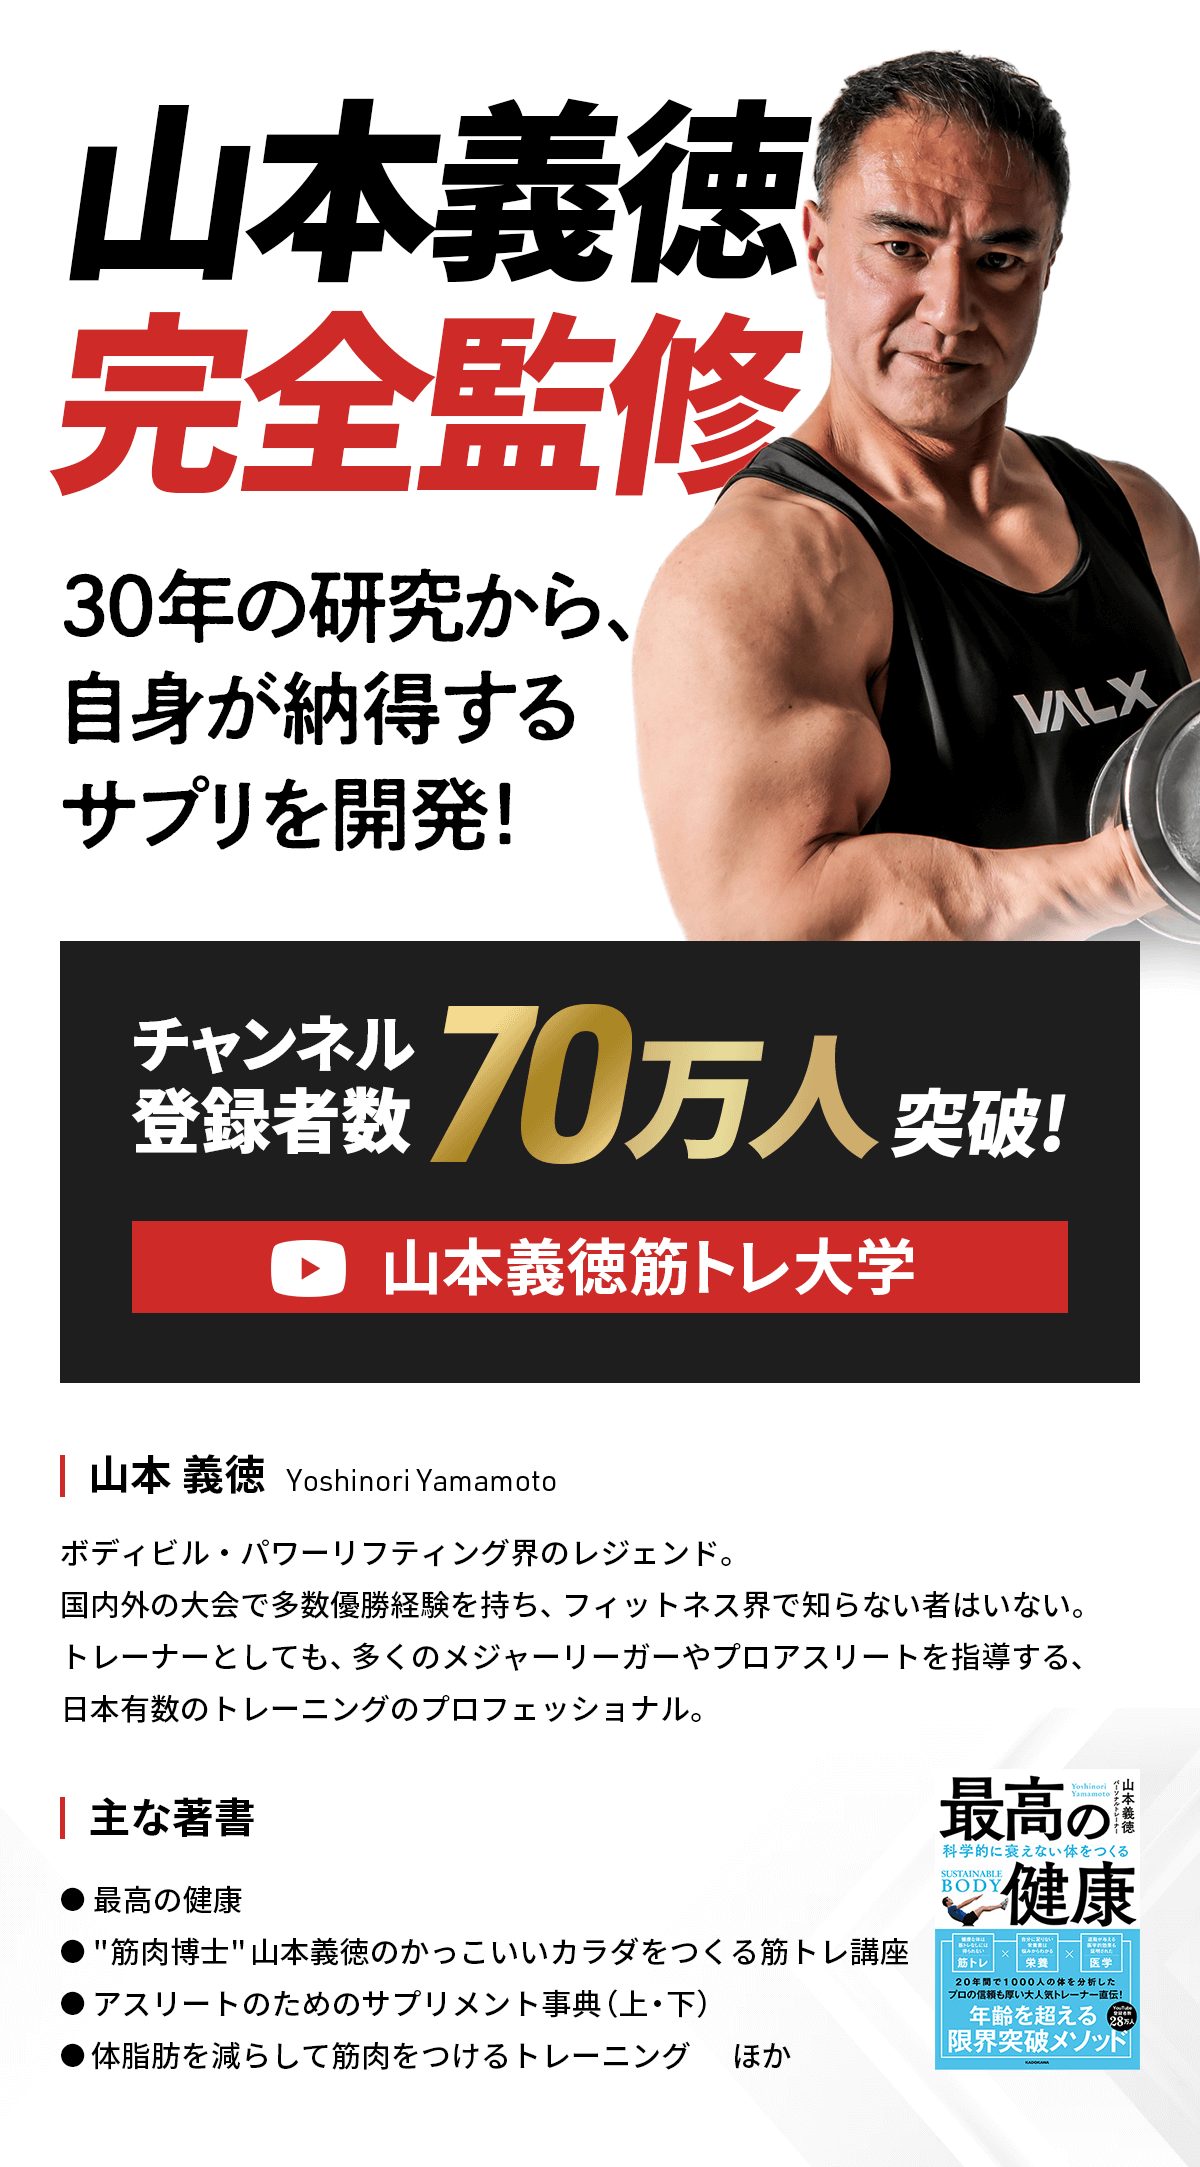 山本義徳
完全監修
30年の研究から、
自身が納得する
サプリを開発!
VALX
チャンネル
登録者数
70万人突破!
山本義徳筋トレ大学
山本 義徳 Yoshinori Yamamoto
ボディビル・パワーリフティング界のレジェンド。
国内外の大会で多数優勝経験を持ち、フィットネス界で知らない者はいない。
トレーナーとしても、多くのメジャーリーガーやプロアスリートを指導する、
日本有数のトレーニングのプロフェッショナル。
主な著書
● 最高の健康
● "筋肉博士"山本義徳のかっこいいカラダをつくる筋トレ講座
● アスリートのためのサプリメント事典(上・下)
● 体脂肪を減らして筋肉をつけるトレーニング ほか
最高の
Yoshinori
Yamamoto
パーソナルトレーナー
山本義徳
科学的に衰えない体をつくる
SUSTAINABLE
BODY
健康
筋トレ × 栄養 × 医学
20年間で1000人の体を分析した
プロの信頼も厚い大人気トレーナー直伝!
年齢を超える
限界突破メソッド
YouTube
登録者数
28万人
KADOKAWA